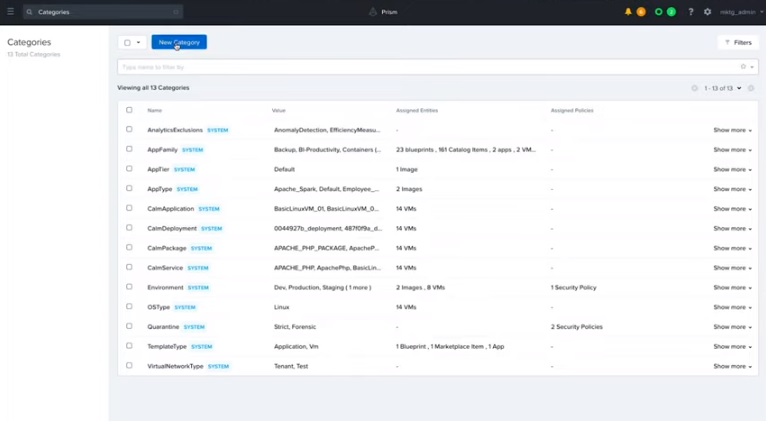 Categories
Prism
6
2
?
mktg_admin
Categories
13 Total Categories
New Category
Filters
Type name to filter by
Viewing all 13 Categories
1 - 13 of 13
Name Value Assigned Entities Assigned Policies
AnalyticsExclusions SYSTEM AnomalyDetection, EfficiencyMeasu... - - Show more
AppFamily SYSTEM Backup, BI-Productivity, Containers (... 23 blueprints , 161 Catalog Items , 2 apps , 2 VM... - Show more
AppTier SYSTEM Default 1 Image - Show more
AppType SYSTEM Apache_Spark, Default, Employee_... 2 Images - Show more
CalmApplication SYSTEM BasicLinuxVM_01, BasicLinuxVM_0... 14 VMs - Show more
CalmDeployment SYSTEM 0044927b_deployment, 487f0f9a_d... 14 VMs - Show more
CalmPackage SYSTEM APACHE_PHP_PACKAGE, ApacheP... 14 VMs - Show more
CalmService SYSTEM APACHE_PHP, ApachePhp, BasicLin... 14 VMs - Show more
Environment SYSTEM Dev, Production, Staging ( 1 more ) 2 Images , 8 VMs 1 Security Policy Show more
OSType SYSTEM Linux 14 VMs - Show more
Quarantine SYSTEM Strict, Forensic - 2 Security Policies Show more
TemplateType SYSTEM Application, Vm 1 Blueprint , 1 Marketplace Item , 1 App - Show more
VirtualNetworkType SYSTEM Tenant, Test - - Show more